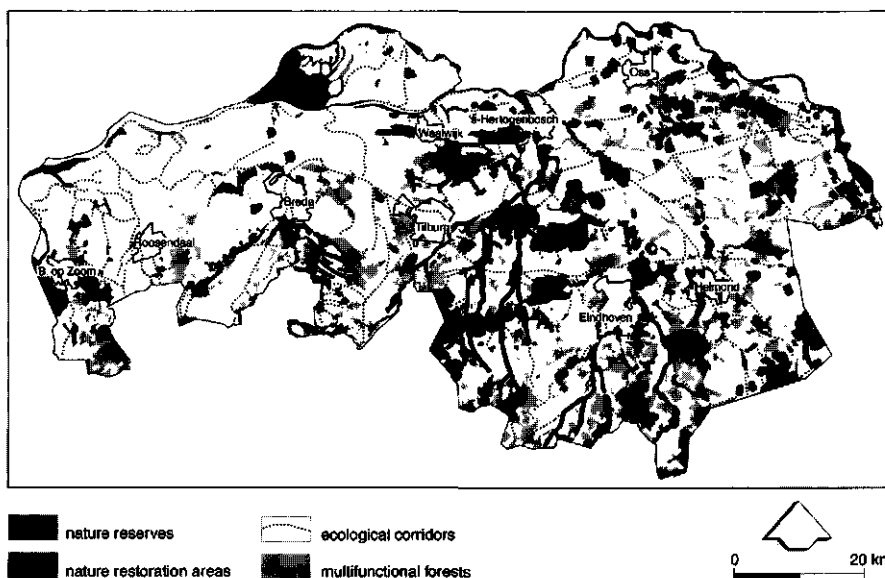 Oss
's-Hertogenbosch
Waalwijk
Breda
Tilburg
Roosendaal
B. op Zoom
Helmond
Eindhoven
nature reserves
ecological corridors
nature restoration areas
multifunctional forests
0 20 km